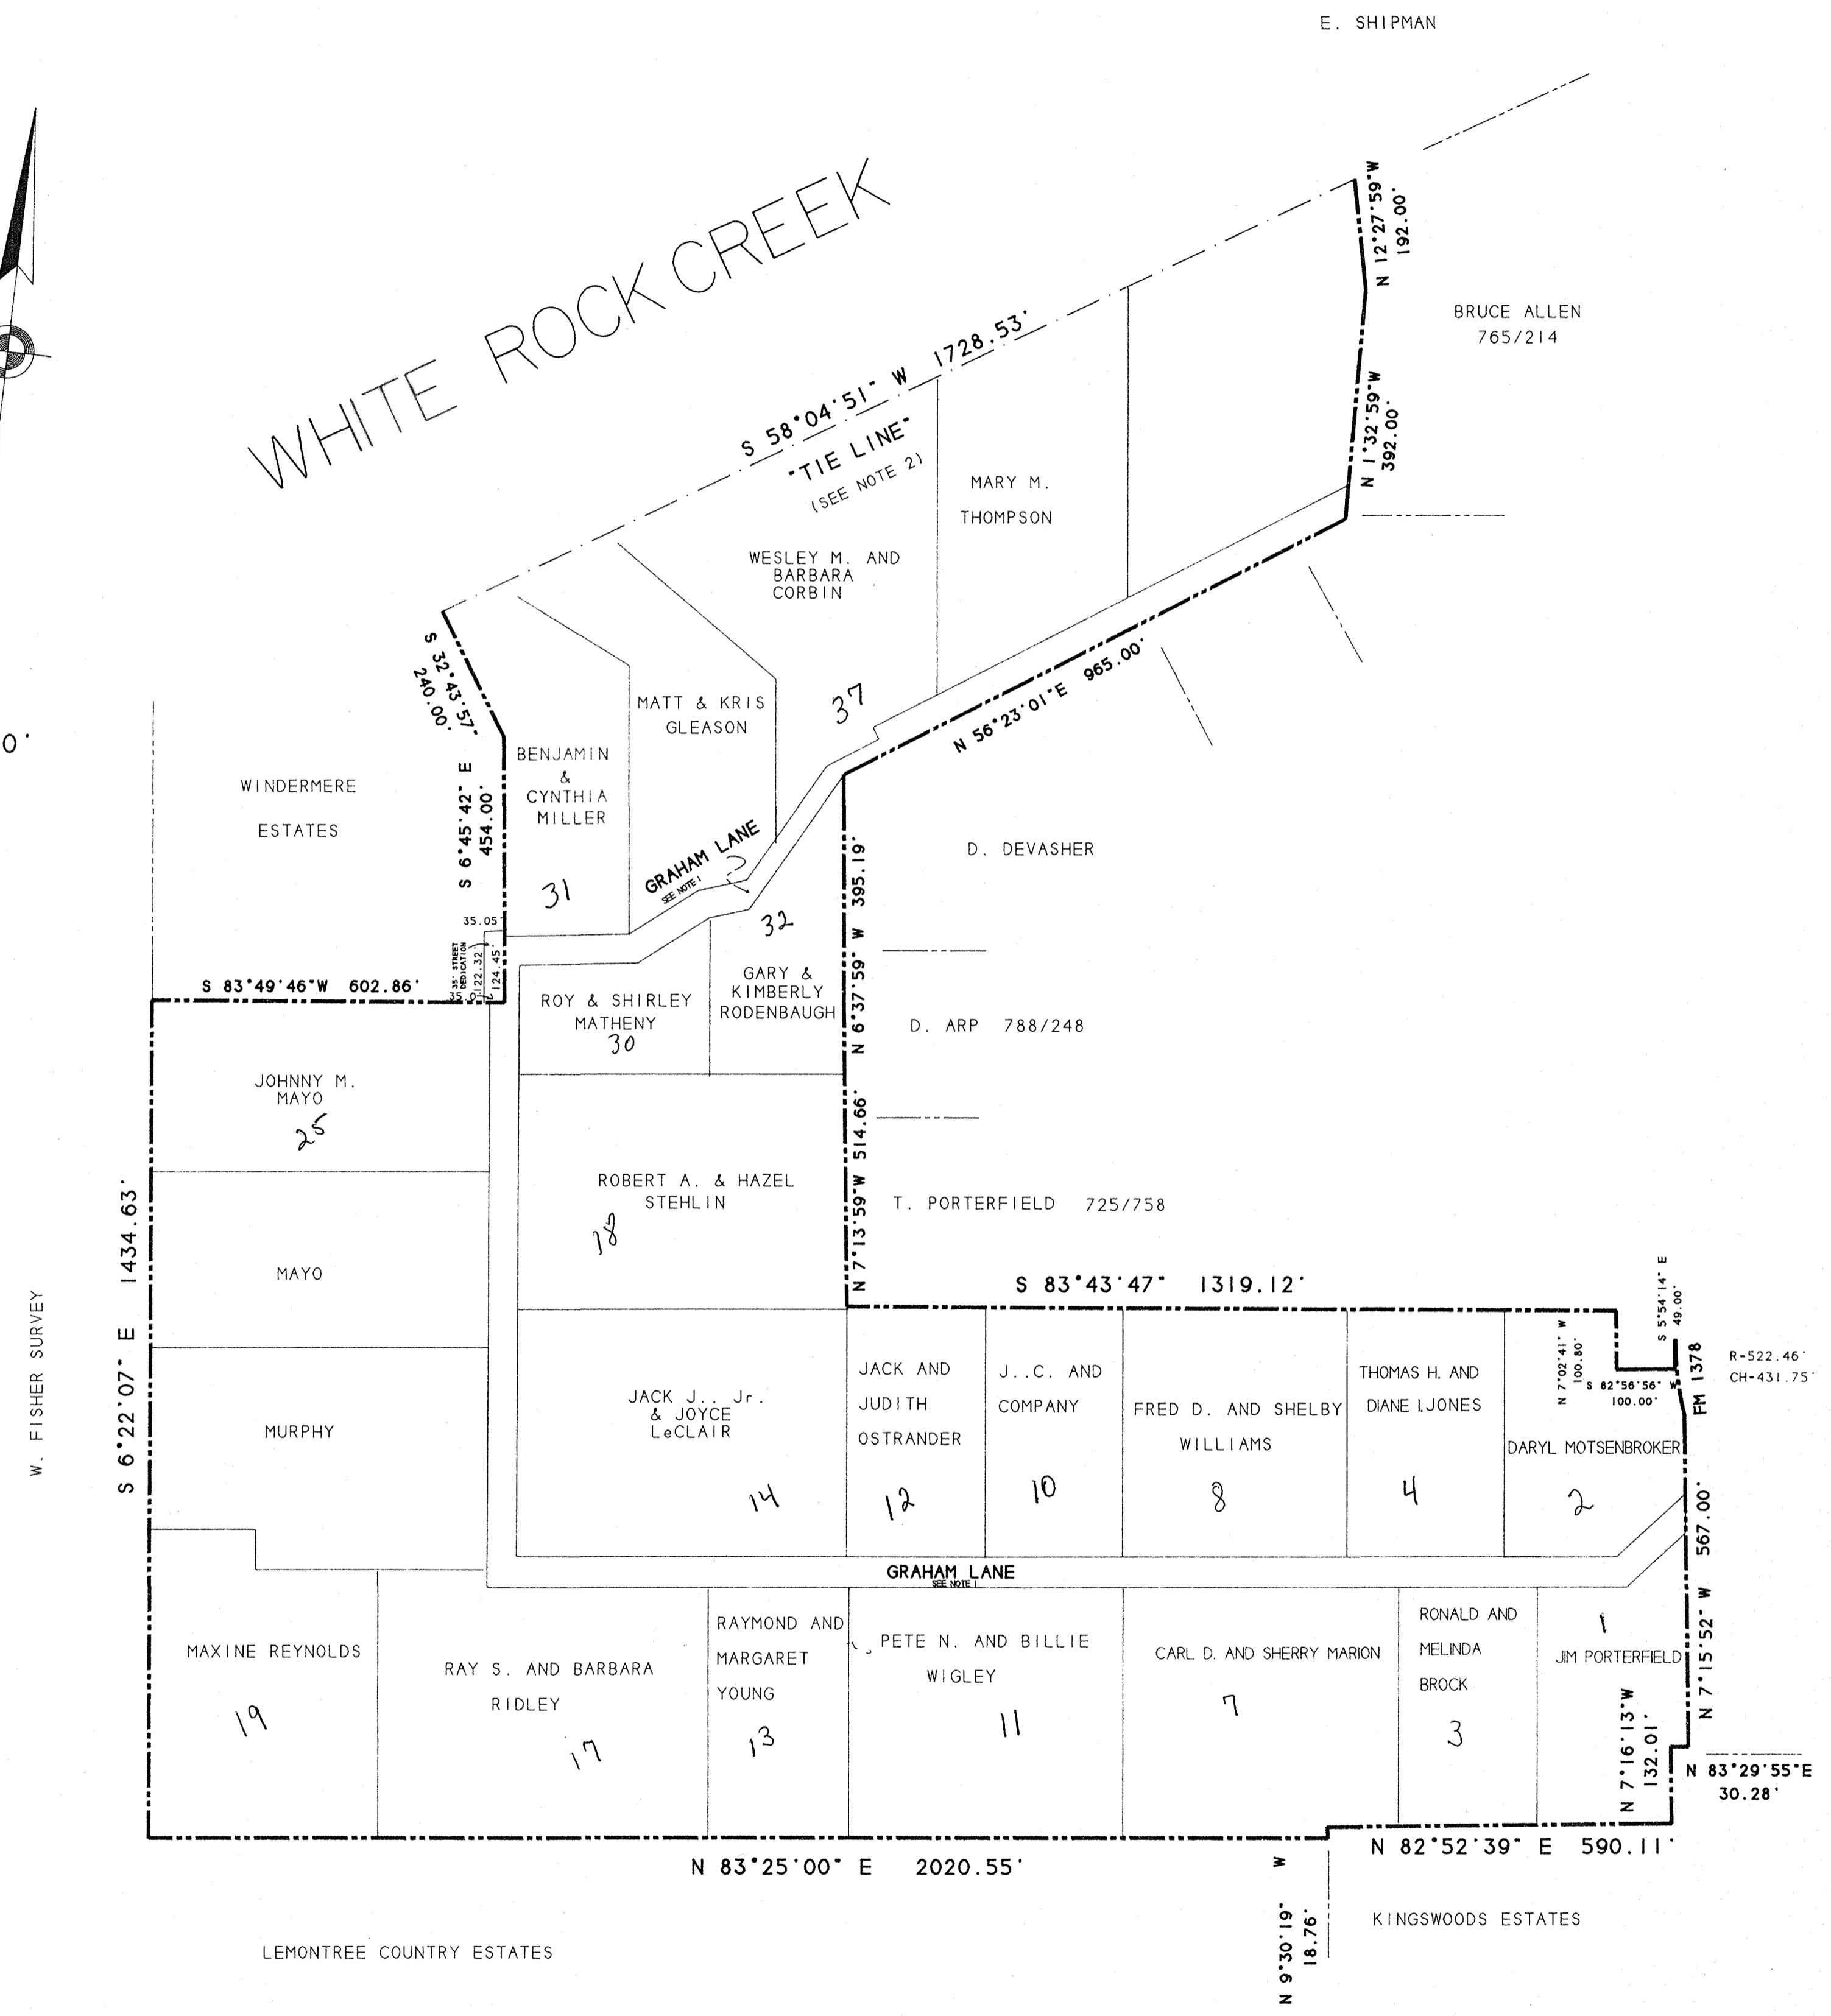 E. SHIPMAN
WHITE ROCK CREEK
N 12°27'59"W
192.00'
BRUCE ALLEN
765/214
S 58°04'51" W 1728.53'
"TIE LINE"
(SEE NOTE 2)
N 1°32'59"W
392.00'
MARY M.
THOMPSON
WESLEY M. AND
BARBARA
CORBIN
37
N 56°23'01"E 965.00'
S 32°43'57"
240.00'
0'
MATT & KRIS
GLEASON
BENJAMIN
&
CYNTHIA
MILLER
31
WINDERMERE
ESTATES
S 6°45'42" E
454.00'
GRAHAM LANE
SEE NOTE 1
32
D. DEVASHER
N 6°37'59" W 395.19'
35.05'
35' STREET
DEDICATION
122.32'
124.45'
35.0
S 83°49'46"W 602.86'
GARY &
KIMBERLY
RODENBAUGH
ROY & SHIRLEY
MATHENY
30
D. ARP 788/248
JOHNNY M.
MAYO
25
N 7°13'59"W 514.66'
ROBERT A. & HAZEL
STEHLIN
18
T. PORTERFIELD 725/758
MAYO
S 83°43'47" 1319.12'
S 5°54'14" E
49.00'
W. FISHER SURVEY
S 6°22'07" E 1434.63'
MURPHY
JACK J.. Jr.
& JOYCE
LeCLAIR
14
JACK AND
JUDITH
OSTRANDER
12
J..C. AND
COMPANY
10
FRED D. AND SHELBY
WILLIAMS
8
THOMAS H. AND
DIANE I.JONES
4
N 7°02'41" W
100.80'
S 82°56'56" W
100.00'
FM 1378
R-522.46'
CH-431.75'
DARYL MOTSENBROKER
2
GRAHAM LANE
SEE NOTE 1
N 7°15'52" W 567.00'
MAXINE REYNOLDS
19
RAY S. AND BARBARA
RIDLEY
17
RAYMOND AND
MARGARET
YOUNG
13
PETE N. AND BILLIE
WIGLEY
11
CARL D. AND SHERRY MARION
7
RONALD AND
MELINDA
BROCK
3
1
JIM PORTERFIELD
N 7°16'13"W
132.01'
N 83°29'55"E
30.28'
N 82°52'39" E 590.11'
N 83°25'00" E 2020.55'
N 9°30'19" W
18.76'
KINGSWOODS ESTATES
LEMONTREE COUNTRY ESTATES